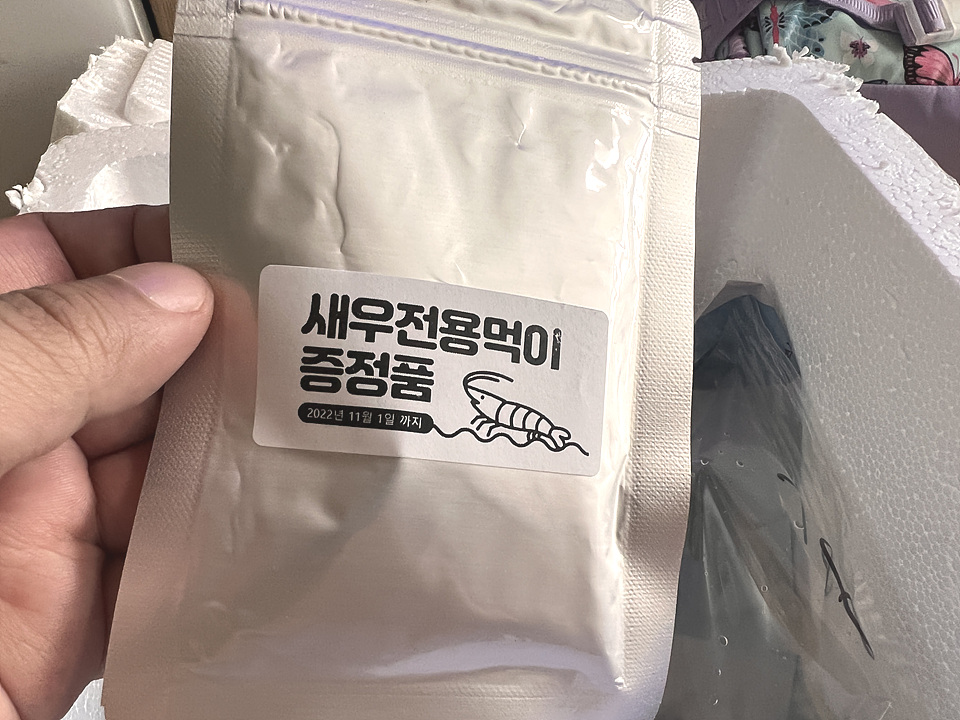 새우전용먹이
증정품
2022년 11월 1일 까지